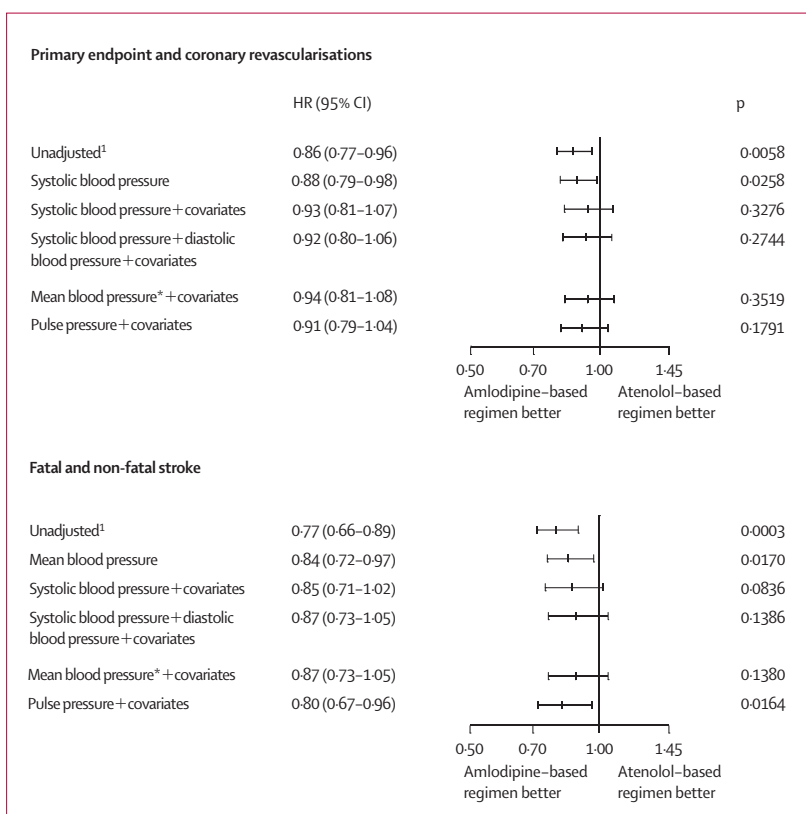 Primary endpoint and coronary revascularisations
HR (95% CI) p
Unadjusted¹ 0·86 (0·77–0·96) 0·0058
Systolic blood pressure 0·88 (0·79–0·98) 0·0258
Systolic blood pressure+covariates 0·93 (0·81–1·07) 0·3276
Systolic blood pressure+diastolic 0·92 (0·80–1·06) 0·2744
blood pressure+covariates
Mean blood pressure*+covariates 0·94 (0·81–1·08) 0·3519
Pulse pressure+covariates 0·91 (0·79–1·04) 0·1791
0·50 0·70 1·00 1·45
Amlodipine–based Atenolol–based
regimen better regimen better
Fatal and non-fatal stroke
Unadjusted¹ 0·77 (0·66–0·89) 0·0003
Mean blood pressure 0·84 (0·72–0·97) 0·0170
Systolic blood pressure+covariates 0·85 (0·71–1·02) 0·0836
Systolic blood pressure+diastolic 0·87 (0·73–1·05) 0·1386
blood pressure+covariates
Mean blood pressure*+covariates 0·87 (0·73–1·05) 0·1380
Pulse pressure+covariates 0·80 (0·67–0·96) 0·0164
0·50 0·70 1·00 1·45
Amlodipine–based Atenolol–based
regimen better regimen better